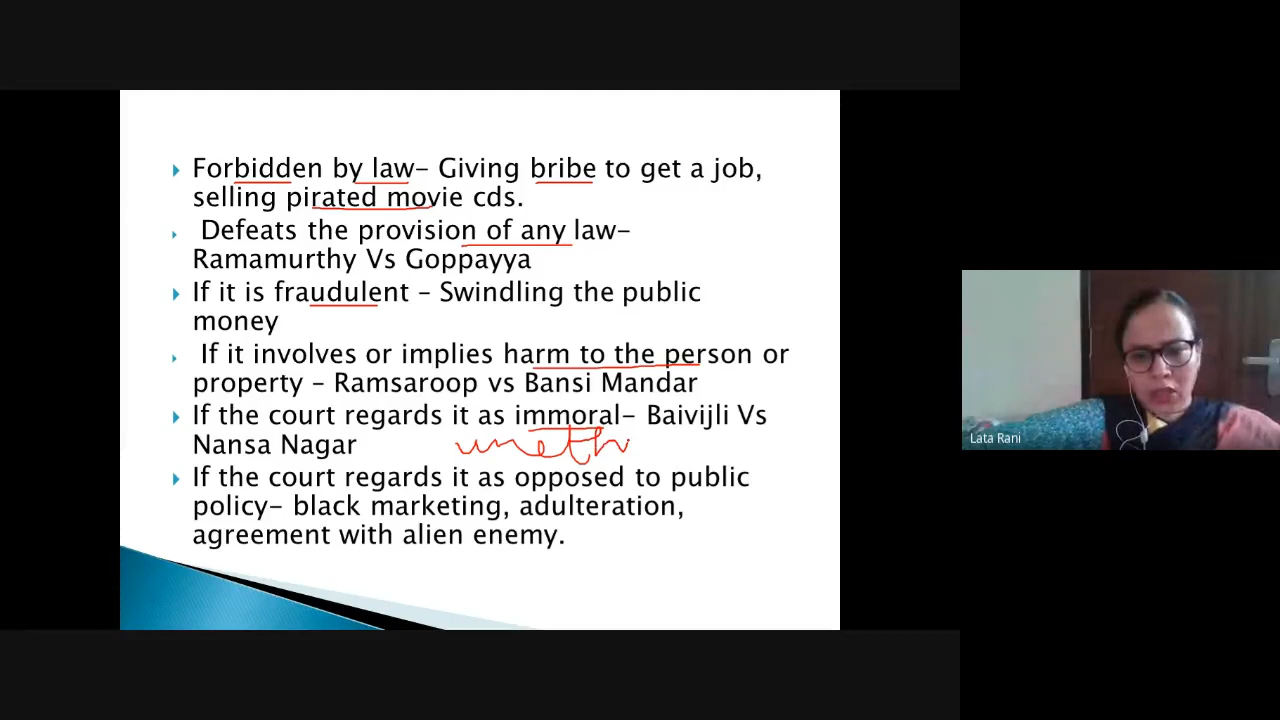 Forbidden by law- Giving bribe to get a job,
selling pirated movie cds.
Defeats the provision of any law-
Ramamurthy Vs Goppayya
If it is fraudulent - Swindling the public
money
If it involves or implies harm to the person or
property - Ramsaroop vs Bansi Mandar
If the court regards it as immoral- Baivijli Vs
Nansa Nagar
uneth
If the court regards it as opposed to public
policy- black marketing, adulteration,
agreement with alien enemy.
Lata Rani